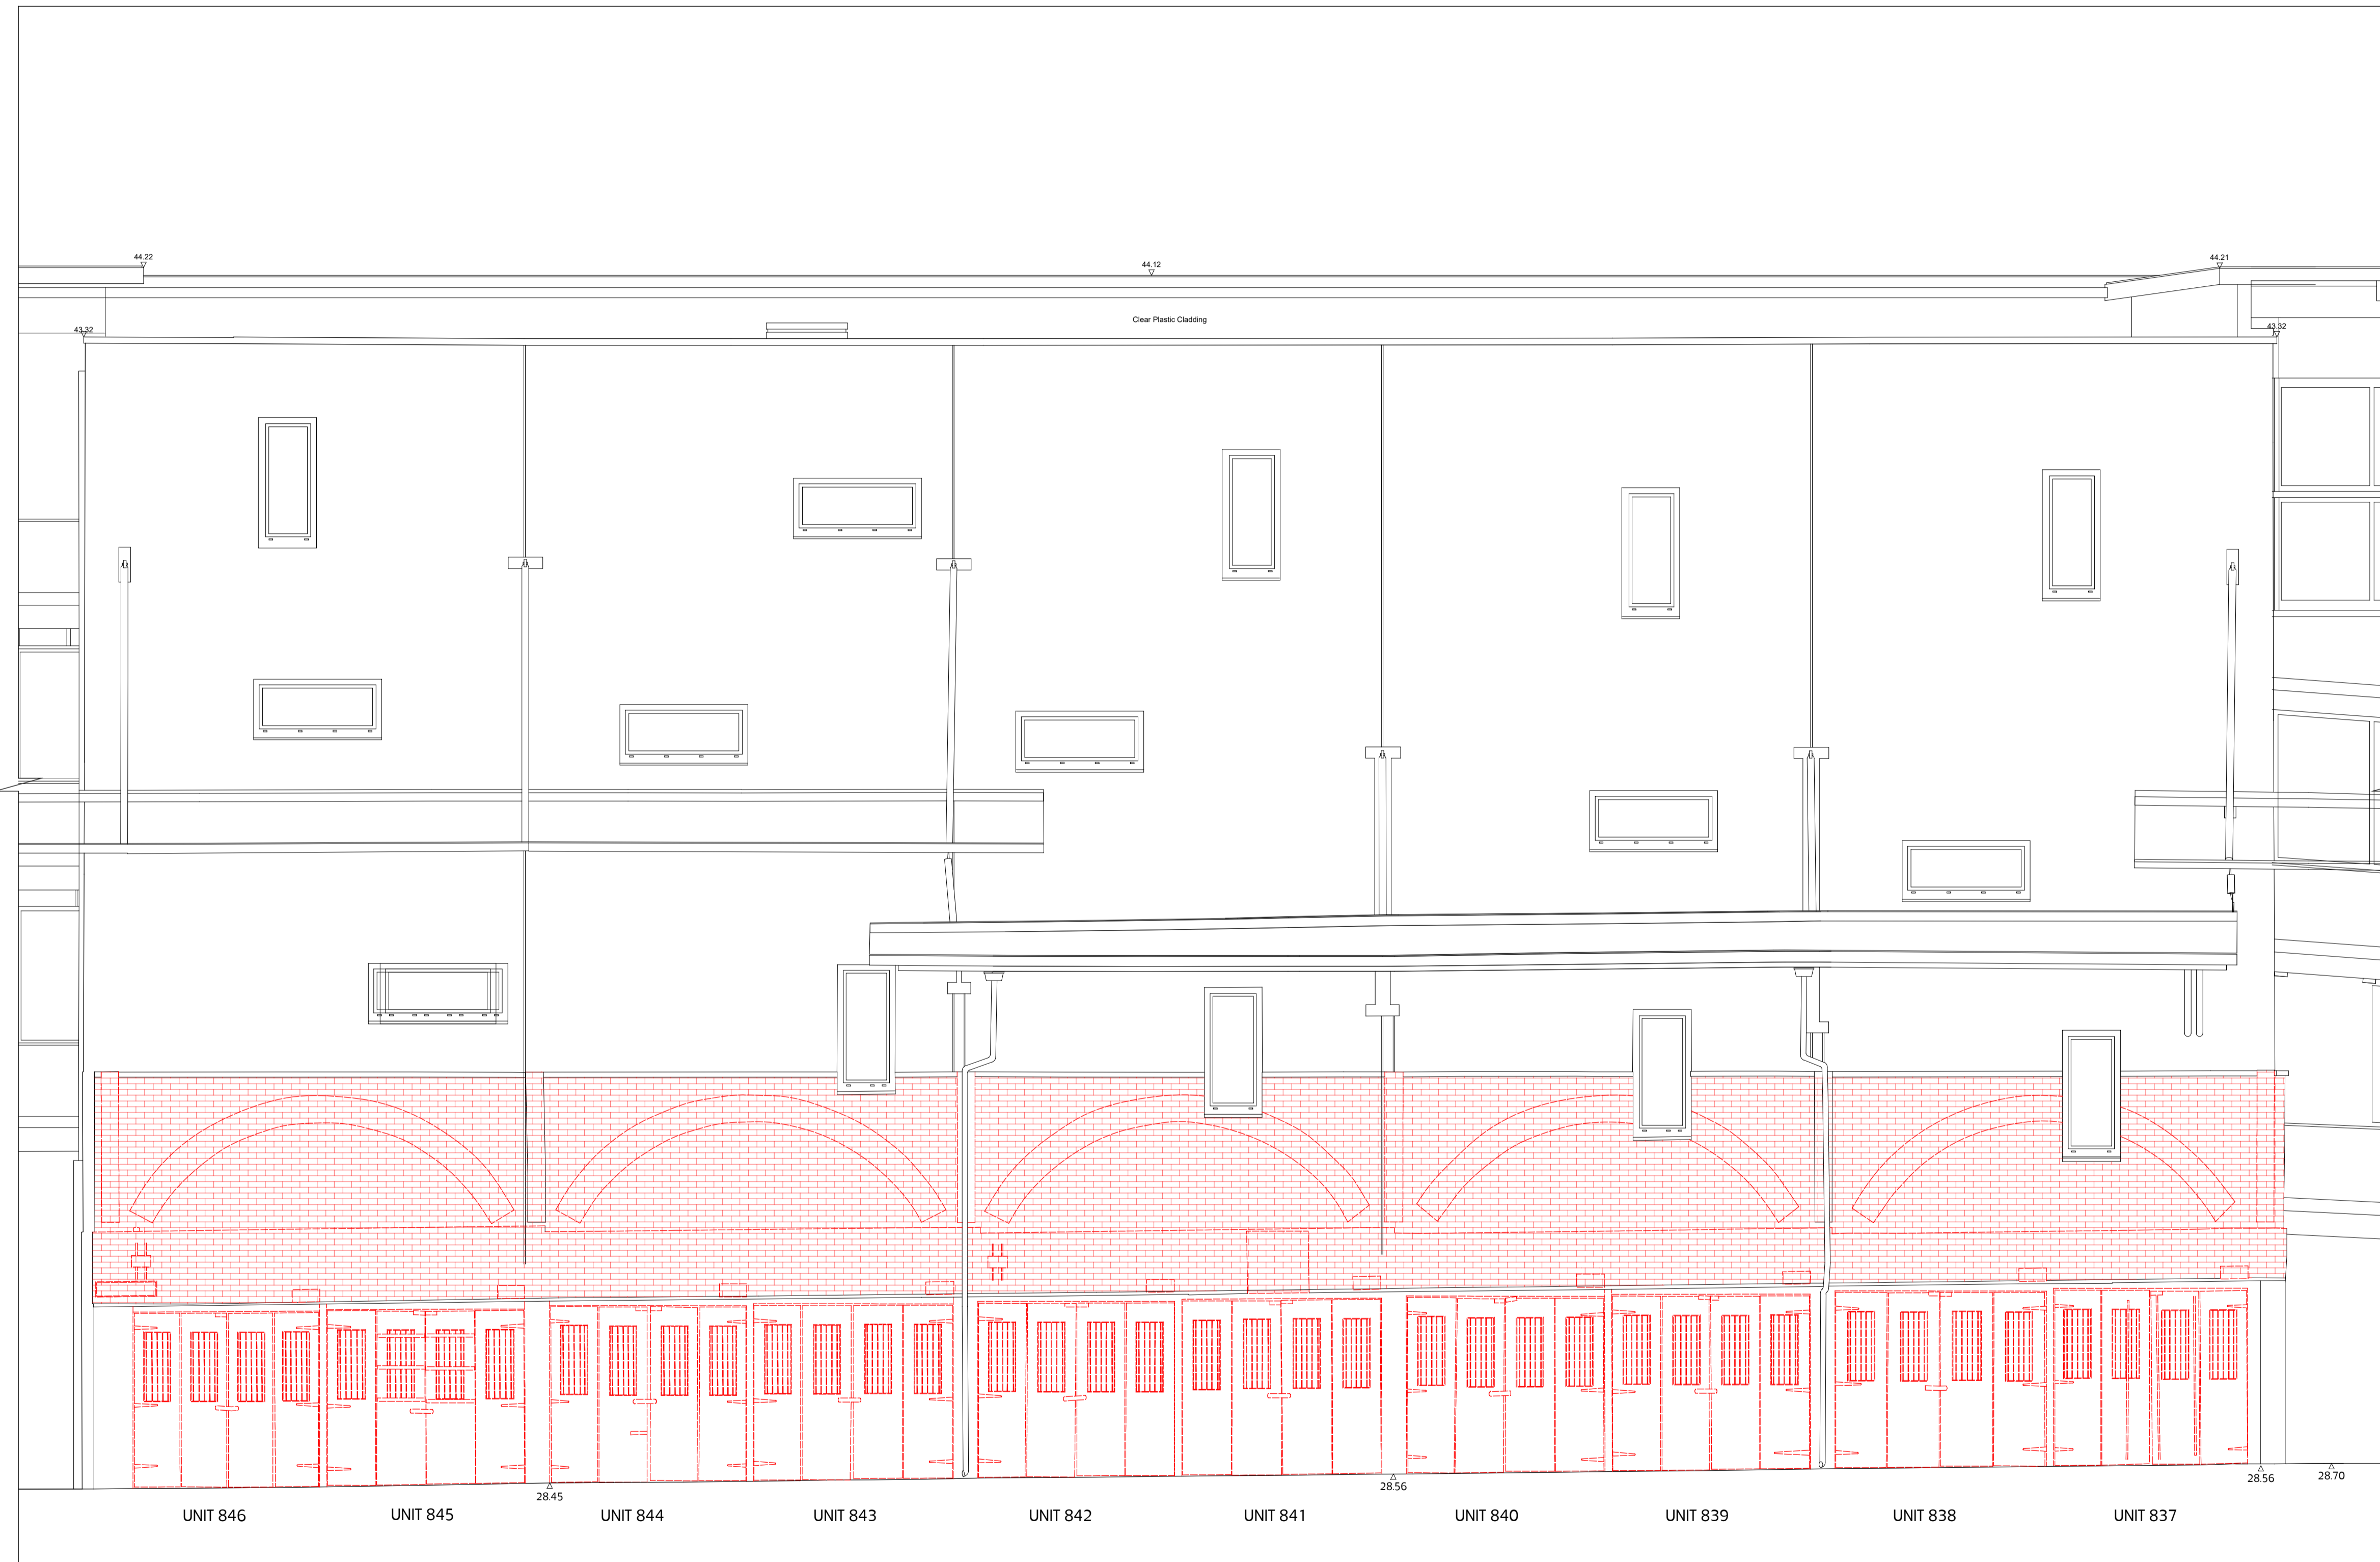 44.22
44.12
44.21
Clear Plastic Cladding
43.32
43.32
28.45
28.56
28.56
28.70
UNIT 846
UNIT 845
UNIT 844
UNIT 843
UNIT 842
UNIT 841
UNIT 840
UNIT 839
UNIT 838
UNIT 837